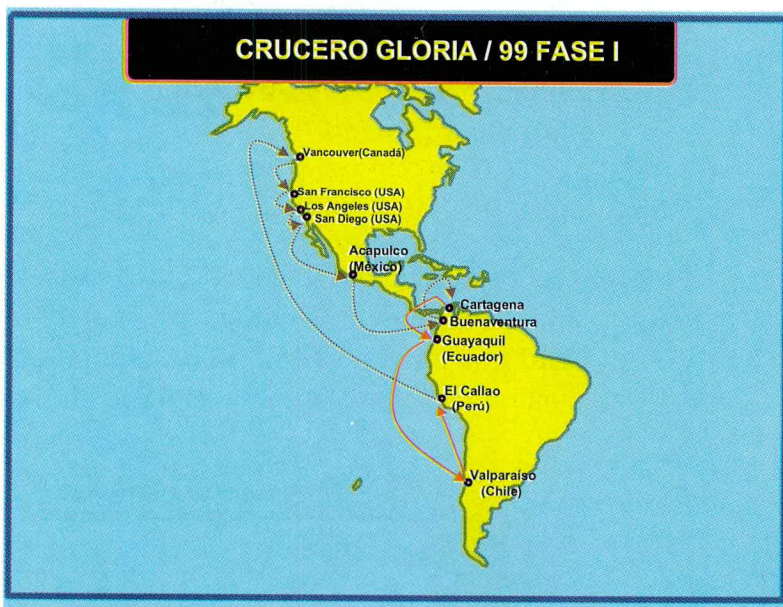 CRUCERO GLORIA / 99 FASE I
Vancouver(Canadá)
San Francisco (USA)
Los Angeles (USA)
San Diego (USA)
Acapulco
(México)
Cartagena
Buenaventura
Guayaquil
(Ecuador)
El Callao
(Perú)
Valparaíso
(Chile)